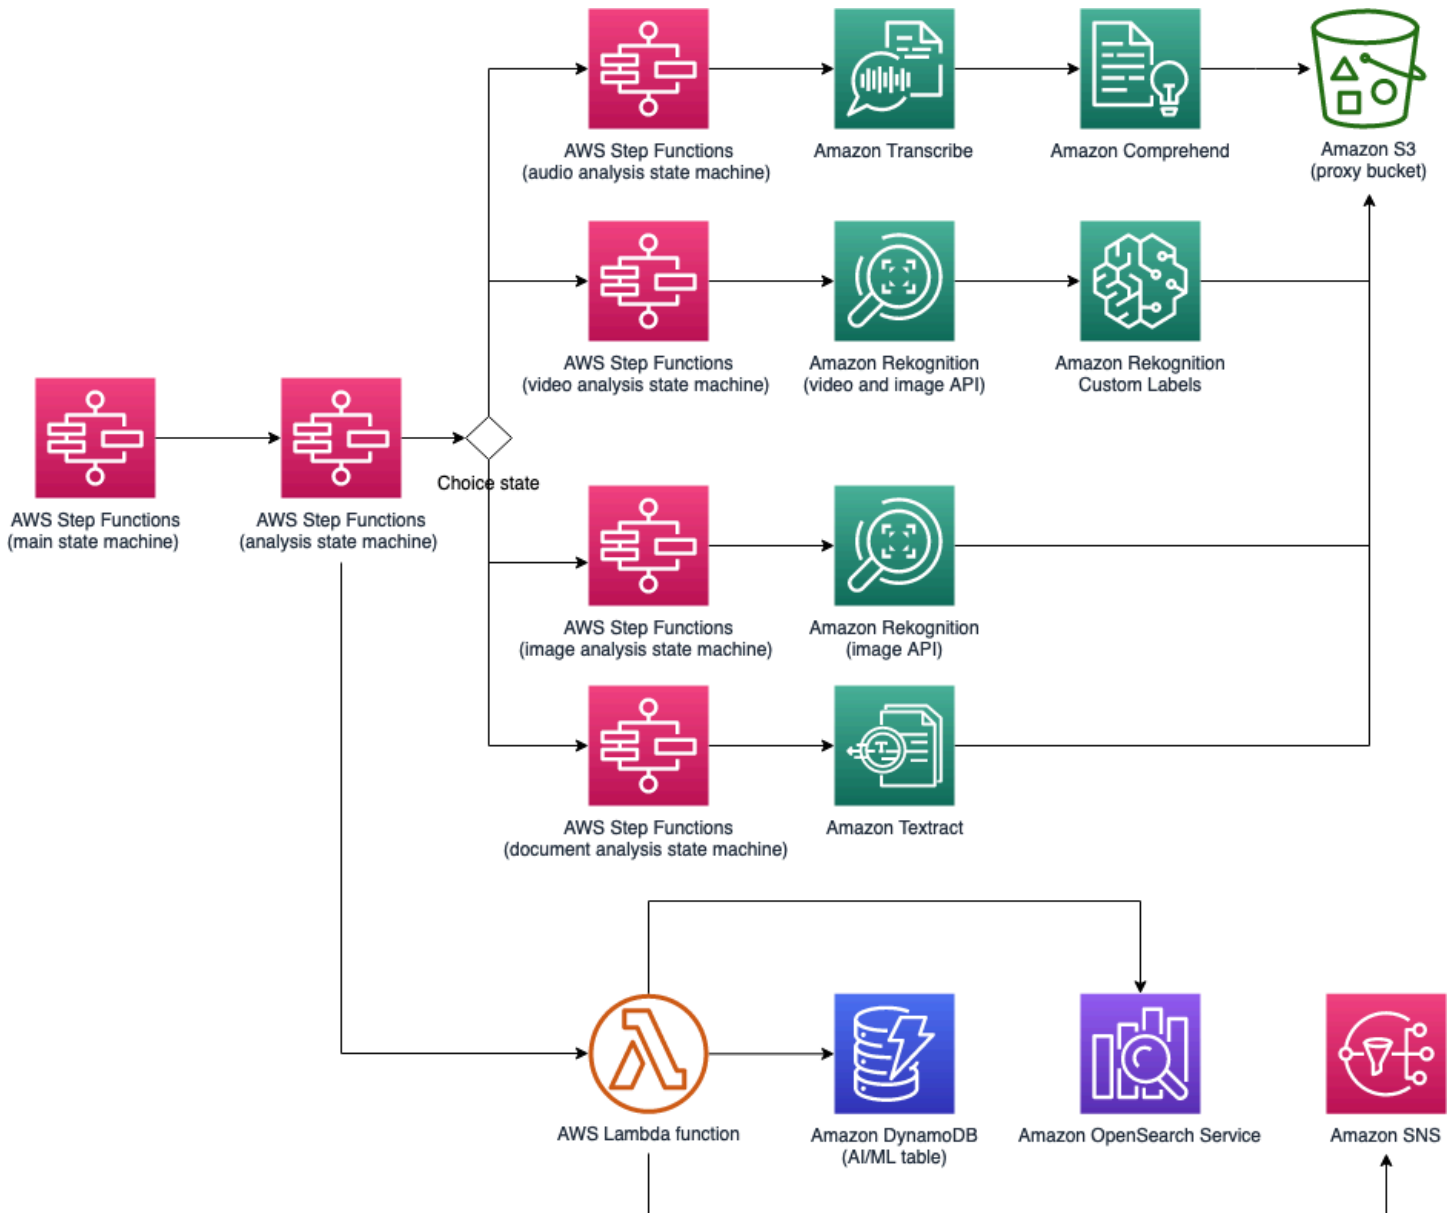 AWS Step Functions
(audio analysis state machine)
Amazon Transcribe
Amazon Comprehend
Amazon S3
(proxy bucket)
AWS Step Functions
(video analysis state machine)
Amazon Rekognition
(video and image API)
Amazon Rekognition
Custom Labels
AWS Step Functions
(main state machine)
AWS Step Functions
(analysis state machine)
Choice state
AWS Step Functions
(image analysis state machine)
Amazon Rekognition
(image API)
AWS Step Functions
(document analysis state machine)
Amazon Textract
AWS Lambda function
Amazon DynamoDB
(AI/ML table)
Amazon OpenSearch Service
Amazon SNS